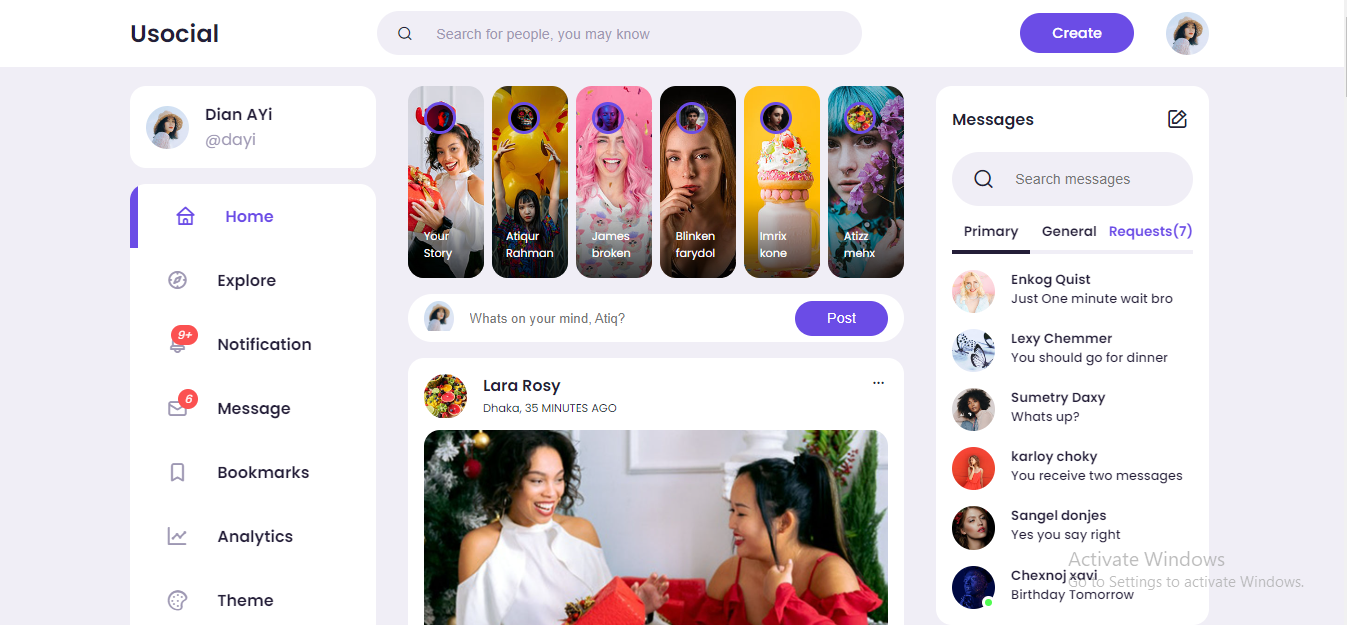 Usocial
Search for people, you may know
Create
Dian AYi
@dayi
Home
Explore
9+
Notification
6
Message
Bookmarks
Analytics
Theme
Your
Story
Atiqur
Rahman
James
broken
Blinken
farydol
Imrix
kone
Atizz
mehx
Whats on your mind, Atiq?
Post
Lara Rosy
...
Dhaka, 35 MINUTES AGO
Messages
Search messages
Primary General Requests(7)
Enkog Quist
Just One minute wait bro
Lexy Chemmer
You should go for dinner
Sumetry Daxy
Whats up?
karloy choky
You receive two messages
Sangel donjes
Yes you say right
Chexnoj xavi
Birthday Tomorrow
Activate Windows
Go to Settings to activate Windows.